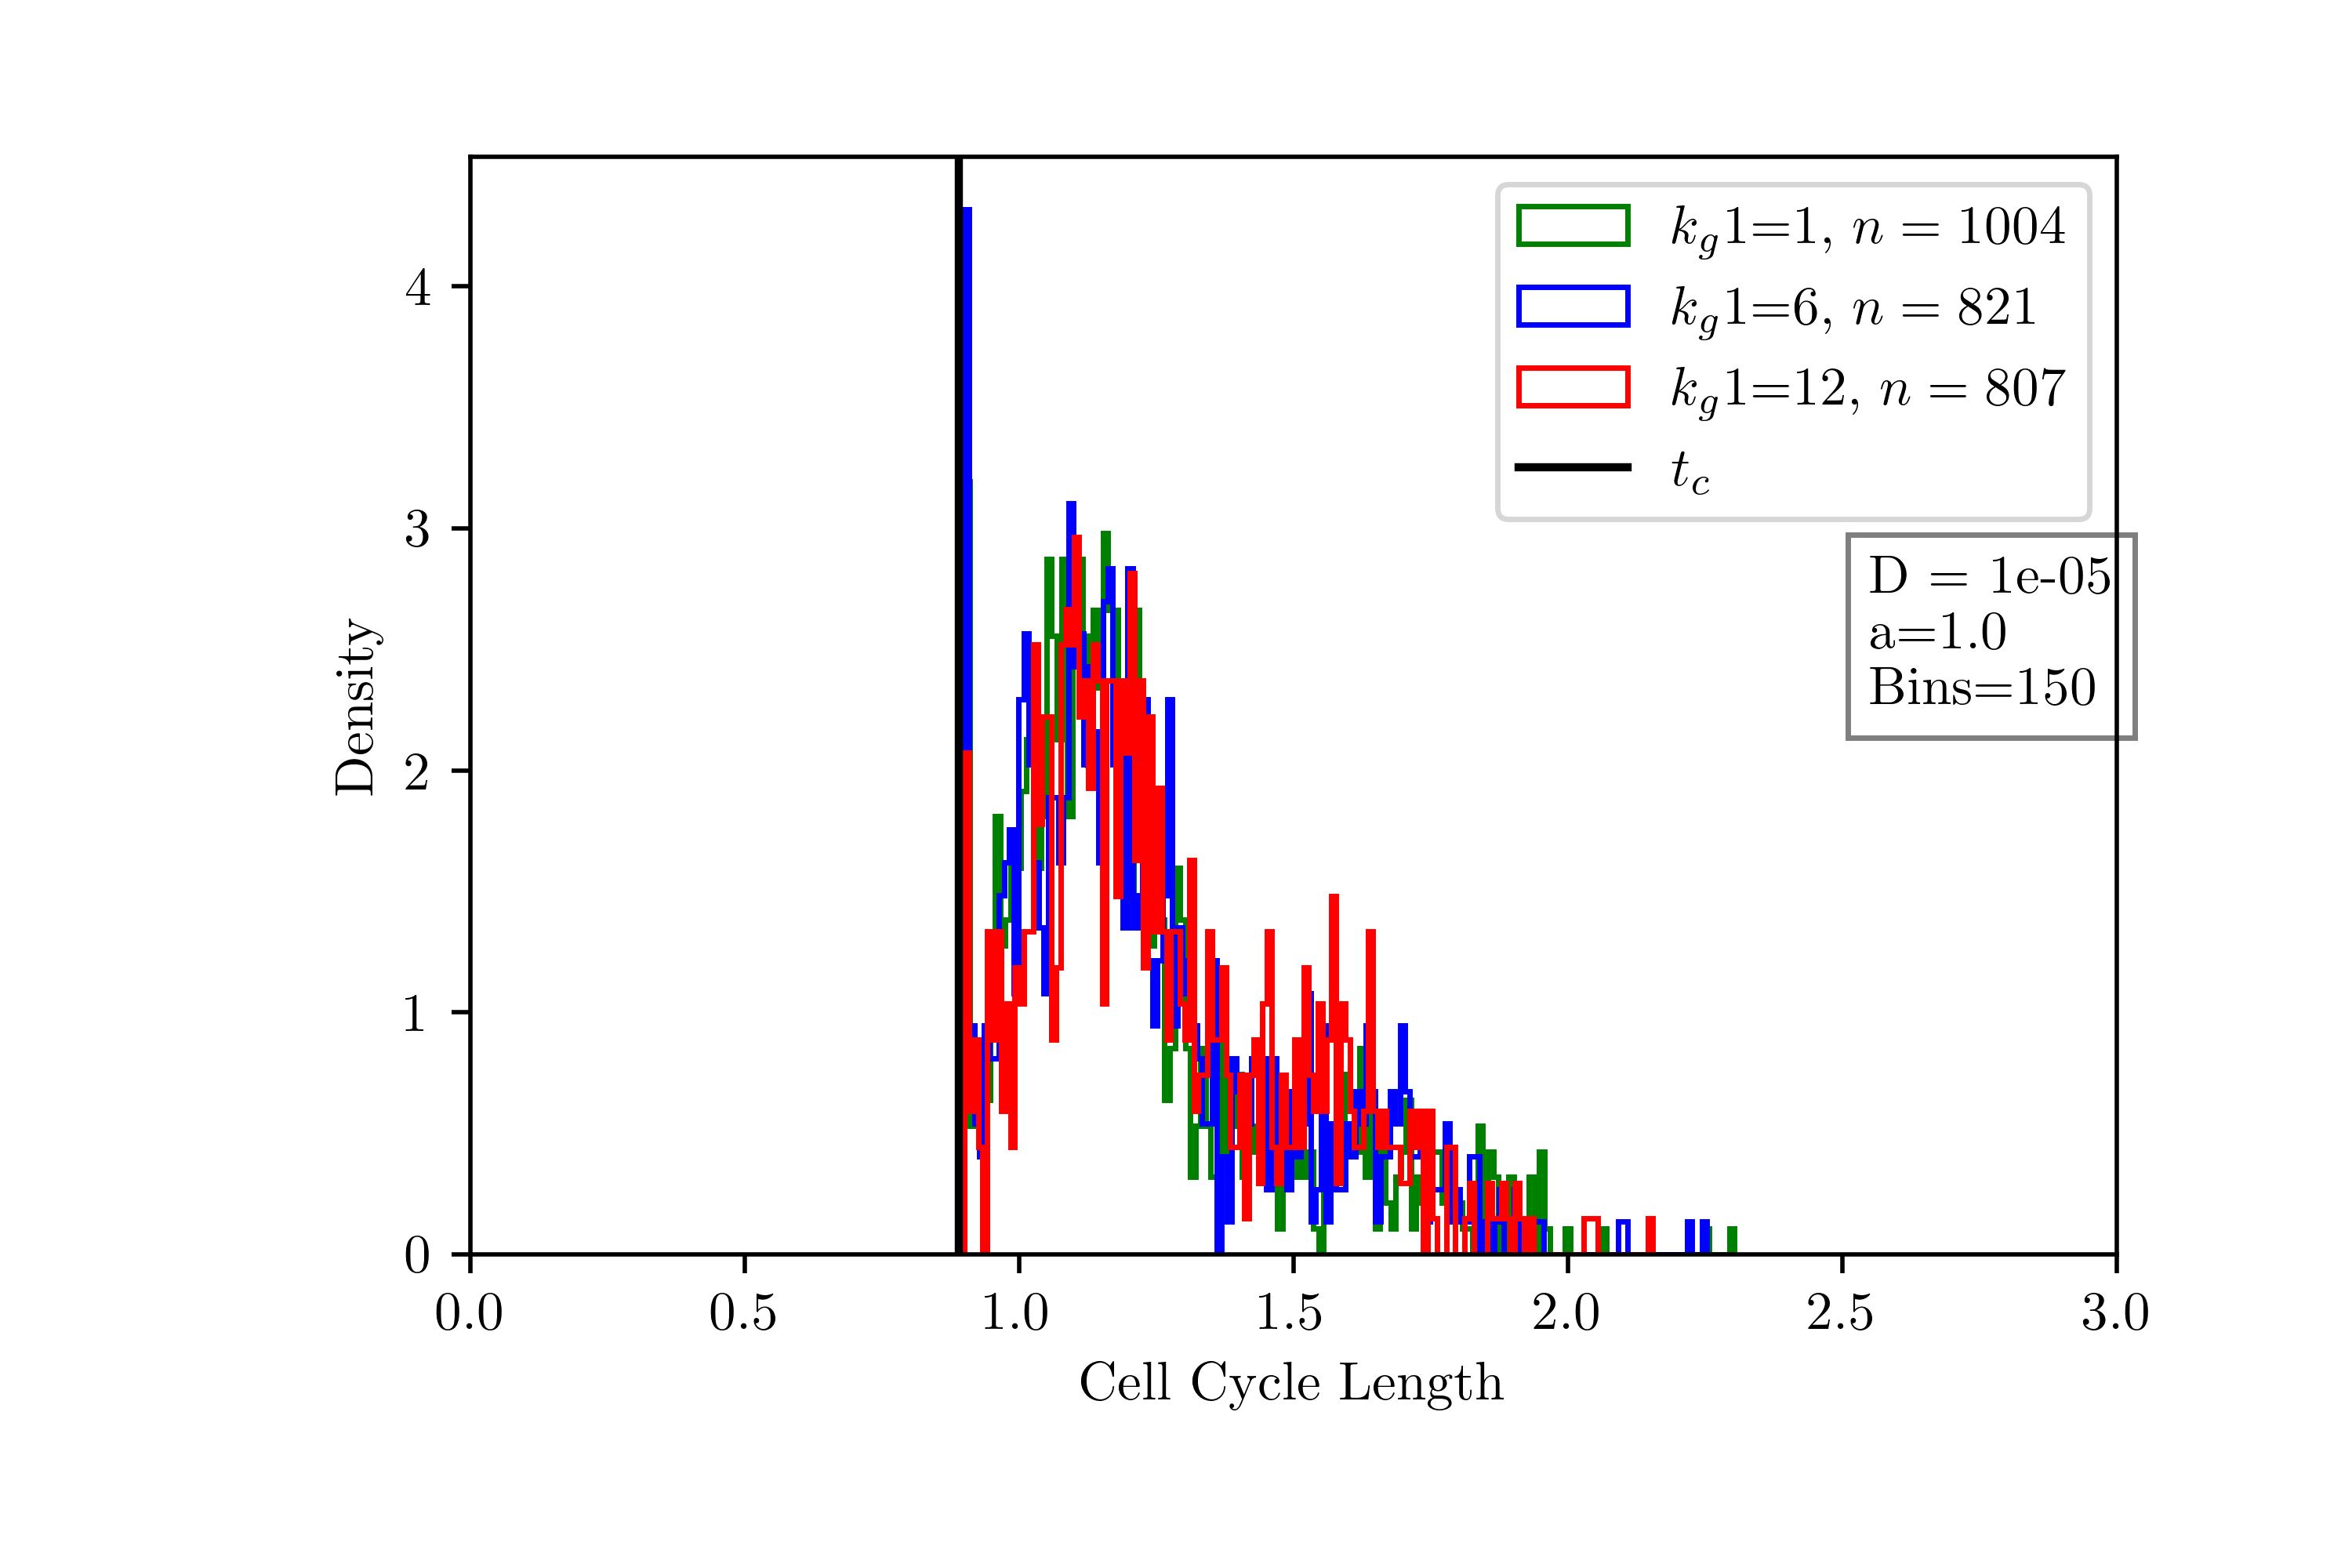 k_g1=1, n = 1004
k_g1=6, n = 821
k_g1=12, n = 807
t_c
D = 1e-05
a=1.0
Bins=150
Density
4
3
2
1
0
0.0 0.5 1.0 1.5 2.0 2.5 3.0
Cell Cycle Length